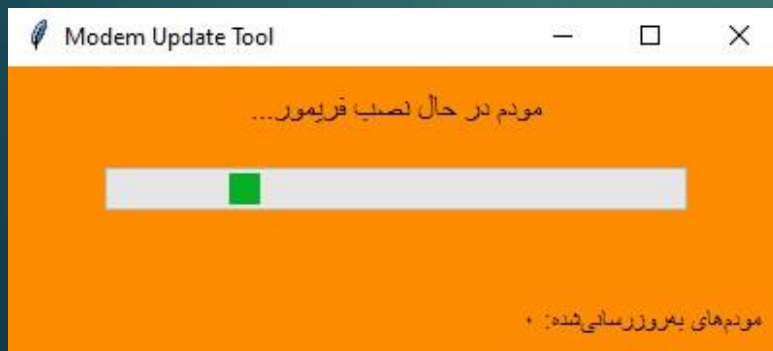 Modem Update Tool
مودم در حال نصب فریمور...
مودم‌های به‌روزرسانی‌شده: ۰